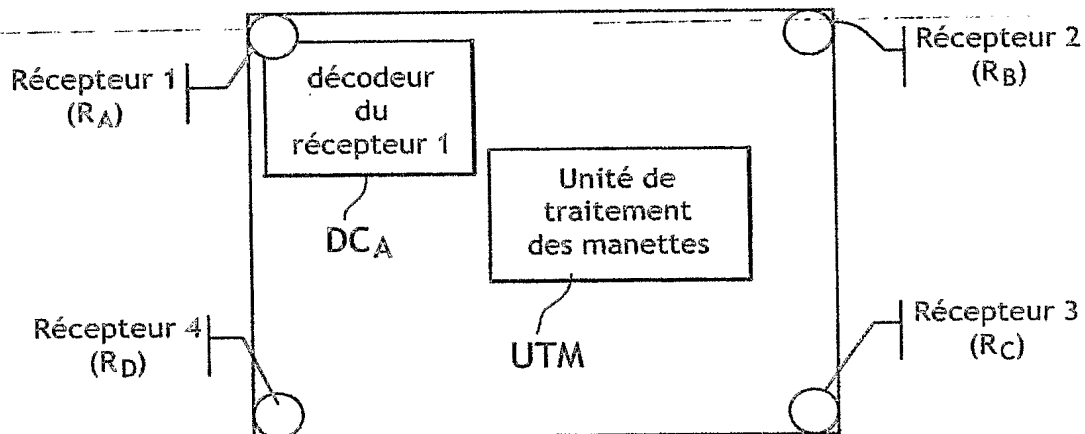 Récepteur 1
(RA)
décodeur
du
récepteur 1
DCA
Unité de
traitement
des manettes
UTM
Récepteur 2
(RB)
Récepteur 4
(RD)
Récepteur 3
(RC)